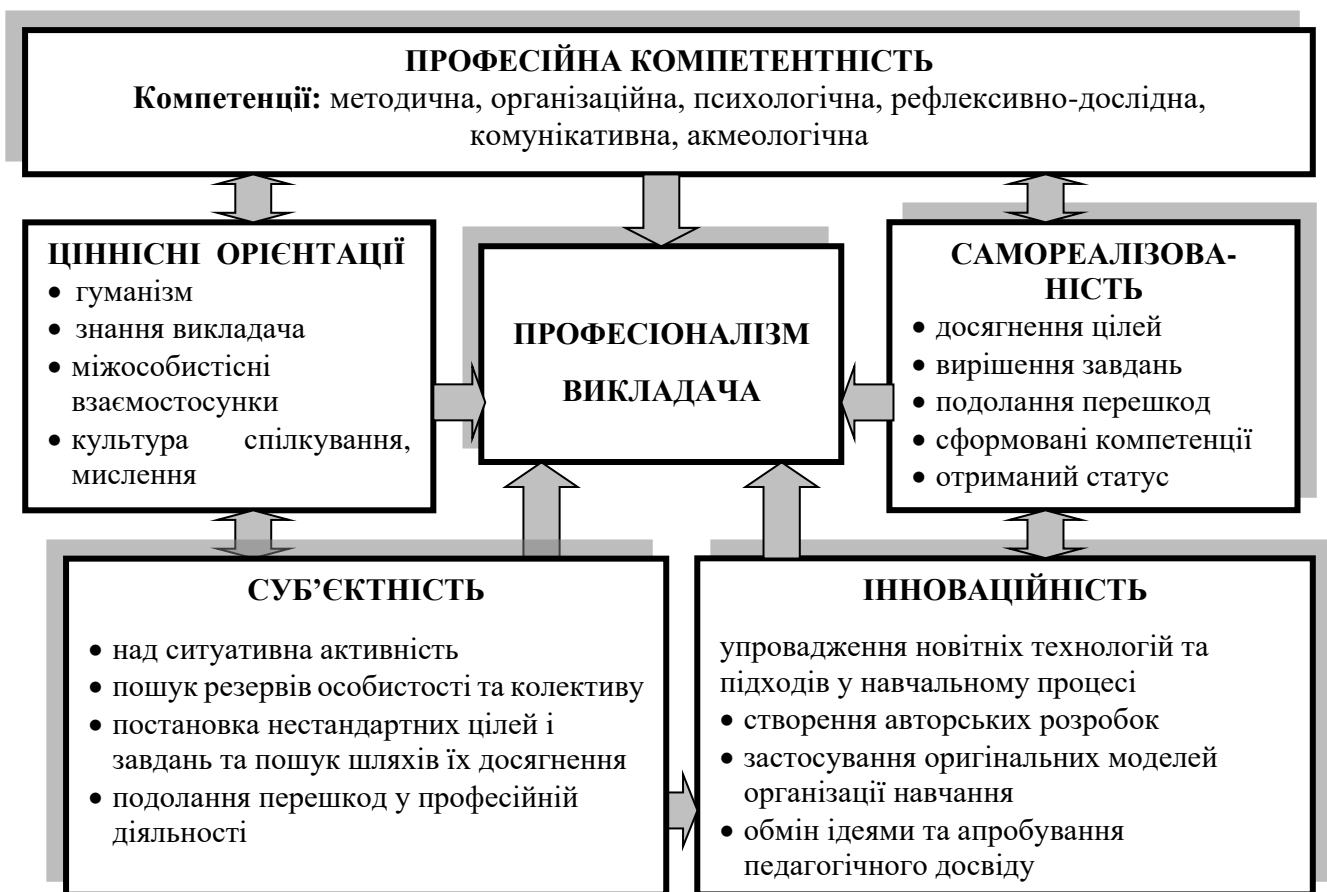 ПРОФЕСІЙНА КОМПЕТЕНТНІСТЬ
Компетенції: методична, організаційна, психологічна, рефлексивно-дослідна,
комунікативна, акмеологічна
ЦІННІСНІ ОРІЄНТАЦІЇ
• гуманізм
• знання викладача
• міжособистісні
взаємостосунки
• культура спілкування,
мислення
ПРОФЕСІОНАЛІЗМ
ВИКЛАДАЧА
САМОРЕАЛІЗОВА-
НІСТЬ
• досягнення цілей
• вирішення завдань
• подолання перешкод
• сформовані компетенції
• отриманий статус
СУБ’ЄКТНІСТЬ
• над ситуативна активність
• пошук резервів особистості та колективу
• постановка нестандартних цілей і
завдань та пошук шляхів їх досягнення
• подолання перешкод у професійній
діяльності
ІННОВАЦІЙНІСТЬ
упровадження новітніх технологій та
підходів у навчальному процесі
• створення авторських розробок
• застосування оригінальних моделей
організації навчання
• обмін ідеями та апробування
педагогічного досвіду